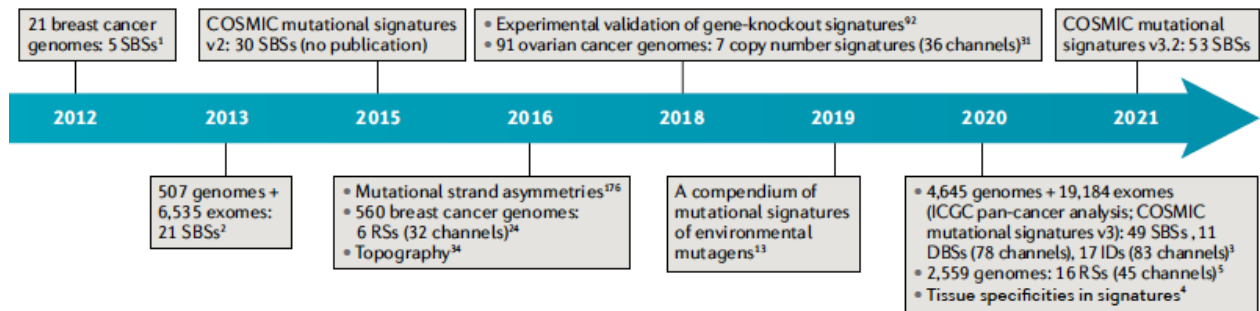 21 breast cancer
genomes: 5 SBSs¹
COSMIC mutational signatures
v2: 30 SBSs (no publication)
• Experimental validation of gene-knockout signatures⁹²
• 91 ovarian cancer genomes: 7 copy number signatures (36 channels)³¹
COSMIC mutational
signatures v3.2: 53 SBSs
2012 2013 2015 2016 2018 2019 2020 2021
507 genomes +
6,535 exomes:
21 SBSs²
• Mutational strand asymmetries¹⁷⁶
• 560 breast cancer genomes:
6 RSs (32 channels)²⁴
• Topography³⁴
A compendium of
mutational signatures
of environmental
mutagens¹³
• 4,645 genomes + 19,184 exomes
(ICGC pan-cancer analysis; COSMIC
mutational signatures v3): 49 SBSs , 11
DBSs (78 channels), 17 IDs (83 channels)³
• 2,559 genomes: 16 RSs (45 channels)⁵
• Tissue specificities in signatures⁴